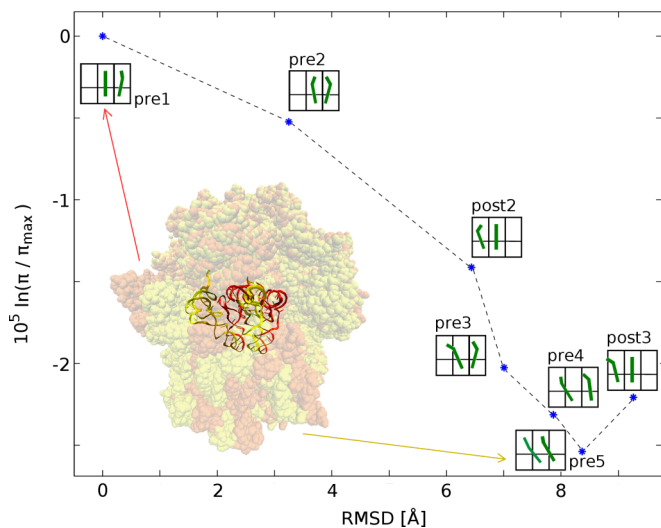 0
pre2
pre1
-1
post2
10⁵ ln(π / π_max)
pre3
pre4
post3
-2
pre5
0
2
4
6
8
RMSD [Å]